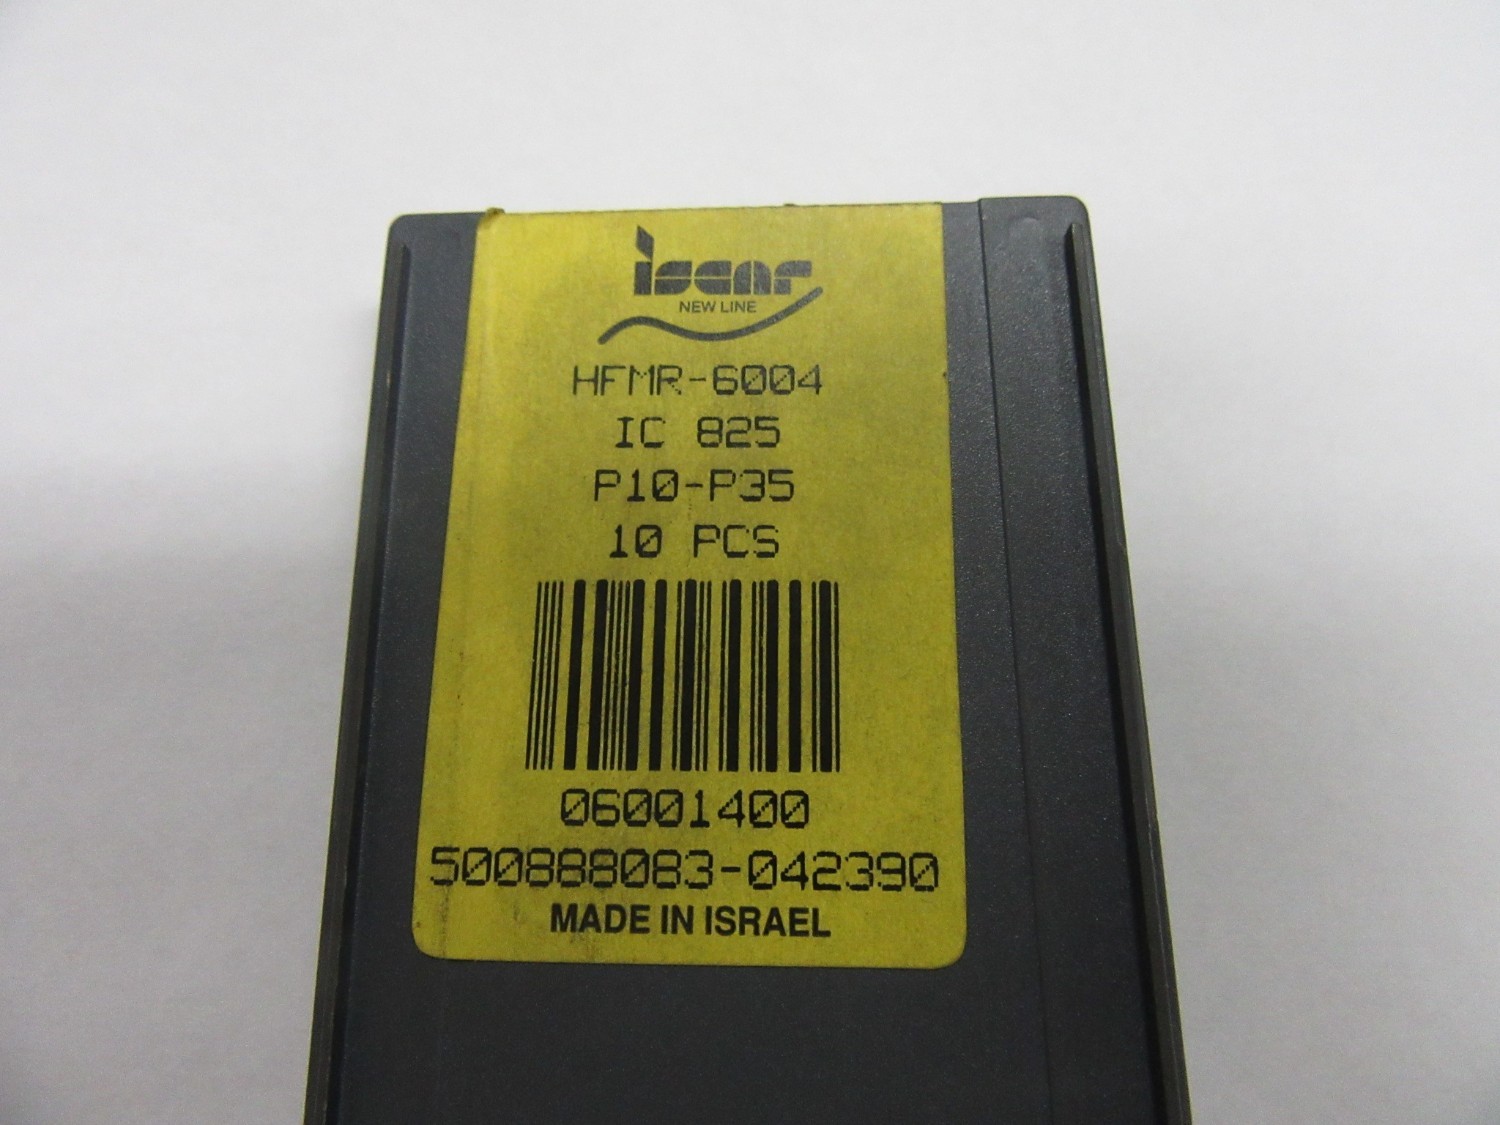 iscar
NEW LINE
HFMR-6004
IC 825
P10-P35
10 PCS
06001400
500888083-042390
MADE IN ISRAEL